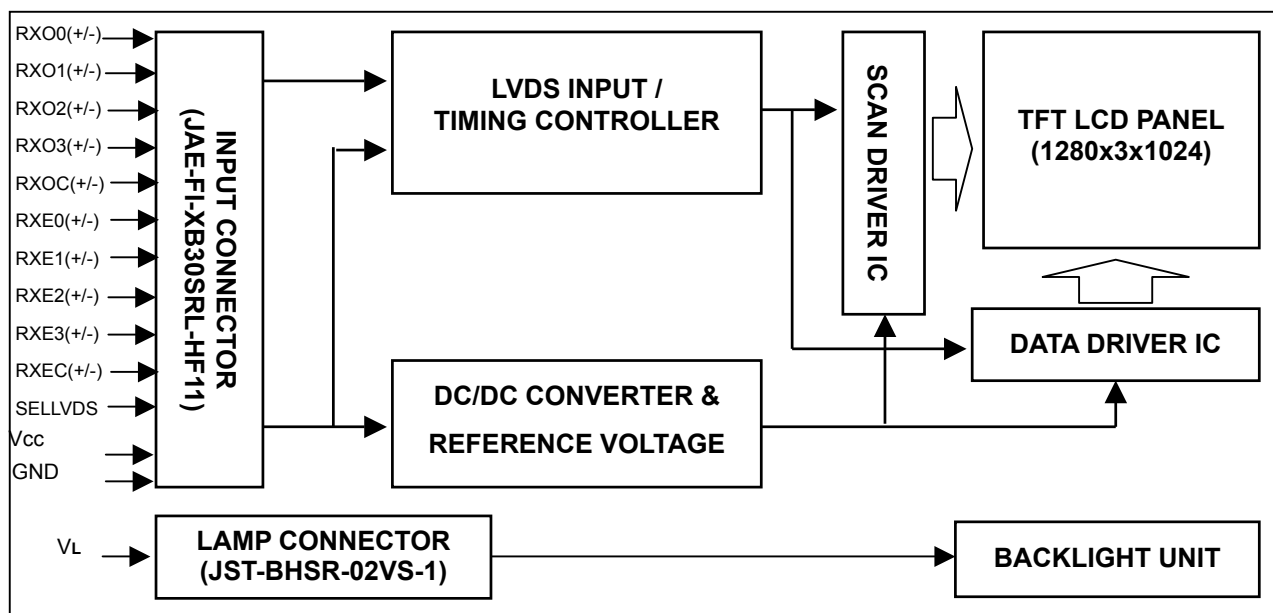 RXO0(+/-)
RXO1(+/-)
RXO2(+/-)
RXO3(+/-)
RXOC(+/-)
RXE0(+/-)
RXE1(+/-)
RXE2(+/-)
RXE3(+/-)
RXEC(+/-)
SELLVDS
Vcc
GND
INPUT CONNECTOR
(JAE-FI-XB30SRL-HF11)
LVDS INPUT /
TIMING CONTROLLER
SCAN DRIVER IC
TFT LCD PANEL
(1280x3x1024)
DATA DRIVER IC
DC/DC CONVERTER &
REFERENCE VOLTAGE
VL
LAMP CONNECTOR
(JST-BHSR-02VS-1)
BACKLIGHT UNIT